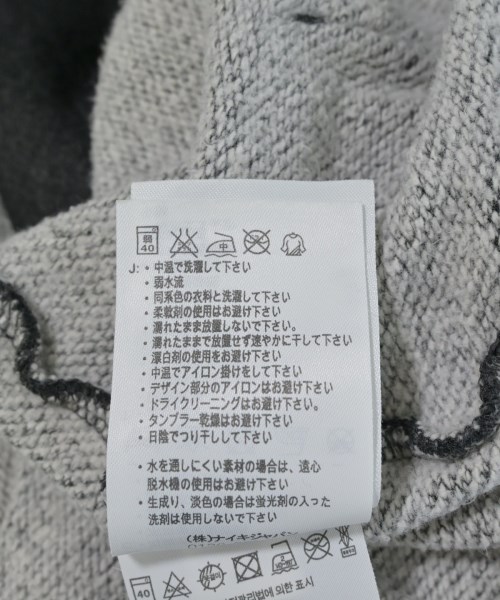 弱
40
中
J: ・中温で洗濯して下さい
・弱水流
・同系色の衣料と洗濯して下さい
・柔軟剤の使用はお避け下さい
・濡れたまま放置しないで下さい。
・濡れたままで放置せず速やかに干して下さい
・漂白剤の使用をお避け下さい
・中温でアイロン掛けをして下さい
・デザイン部分のアイロンはお避け下さい
・ドライクリーニングはお避け下さい。
・タンブラー乾燥はお避け下さい
・日陰でつり干しして下さい
・水を通しにくい素材の場合は、遠心
脱水機の使用はお避け下さい
・生成り、淡色の場合は蛍光剤の入った
洗剤は使用しないで下さい
(株)ナイキジャパン
40
의한 표시